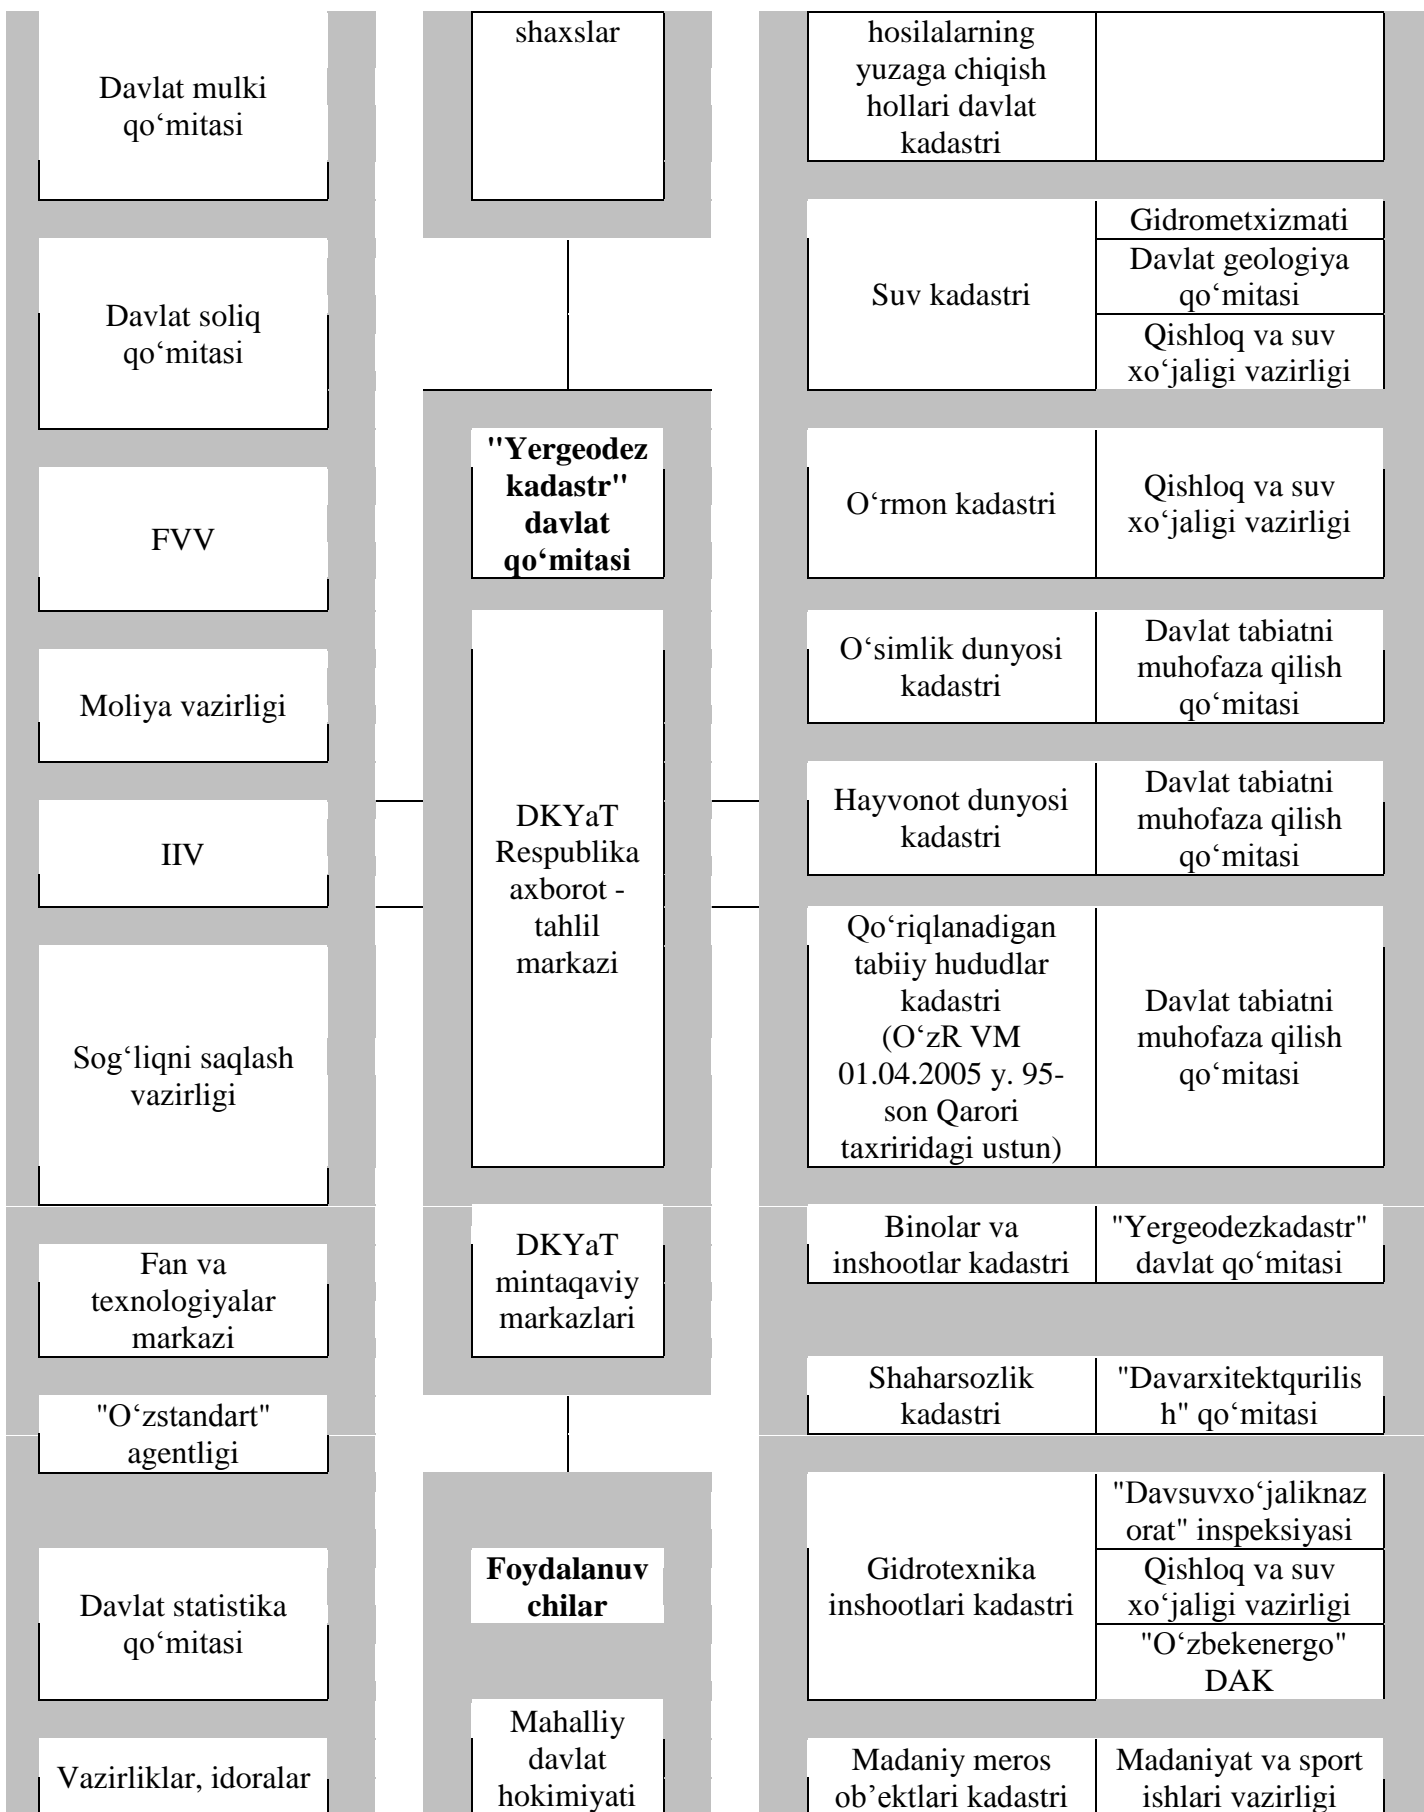 Davlat mulki
qo‘mitasi
Davlat soliq
qo‘mitasi
FVV
Moliya vazirligi
IIV
Sog‘liqni saqlash
vazirligi
Fan va
texnologiyalar
markazi
"O‘zstandart"
agentligi
Davlat statistika
qo‘mitasi
Vazirliklar, idoralar
shaxslar
"Yergeodez
kadastr"
davlat
qo‘mitasi
DKYaT
Respublika
axborot -
tahlil
markazi
DKYaT
mintaqaviy
markazlari
Foydalanuv
chilar
Mahalliy
davlat
hokimiyati
hosilalarning
yuzaga chiqish
hollari davlat
kadastri
Suv kadastri
Gidrometxizmati
Davlat geologiya
qo‘mitasi
Qishloq va suv
xo‘jaligi vazirligi
O‘rmon kadastri
Qishloq va suv
xo‘jaligi vazirligi
O‘simlik dunyosi
kadastri
Davlat tabiatni
muhofaza qilish
qo‘mitasi
Hayvonot dunyosi
kadastri
Davlat tabiatni
muhofaza qilish
qo‘mitasi
Qo‘riqlanadigan
tabiiy hududlar
kadastri
(O‘zR VM
01.04.2005 y. 95-
son Qarori
taxriridagi ustun)
Davlat tabiatni
muhofaza qilish
qo‘mitasi
Binolar va
inshootlar kadastri
"Yergeodezkadastr"
davlat qo‘mitasi
Shaharsozlik
kadastri
"Davarxitektqurilis
h" qo‘mitasi
Gidrotexnika
inshootlari kadastri
"Davsuvxo‘jaliknaz
orat" inspeksiyasi
Qishloq va suv
xo‘jaligi vazirligi
"O‘zbekenergo"
DAK
Madaniy meros
ob’ektlari kadastri
Madaniyat va sport
ishlari vazirligi